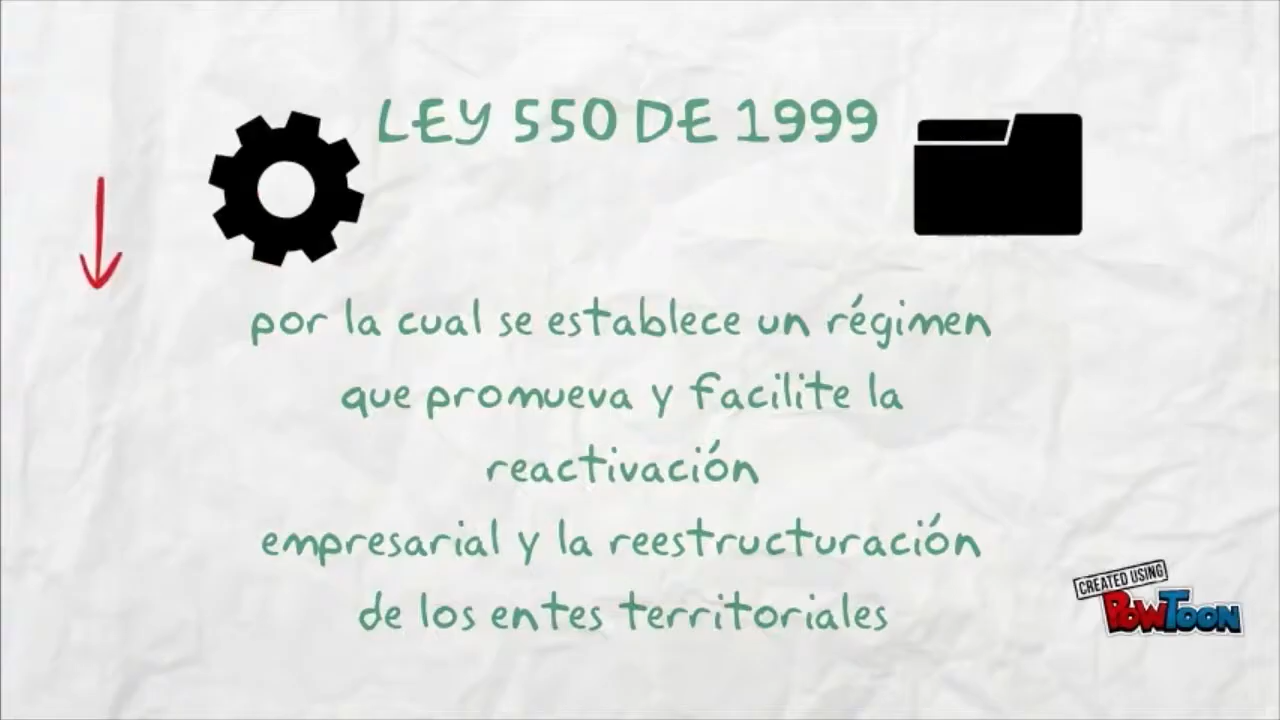 LEY 550 DE 1999
por la cual se establece un régimen
que promueva y facilite la
reactivación
empresarial y la reestructuración
de los entes territoriales
CREATED USING
POWTOON